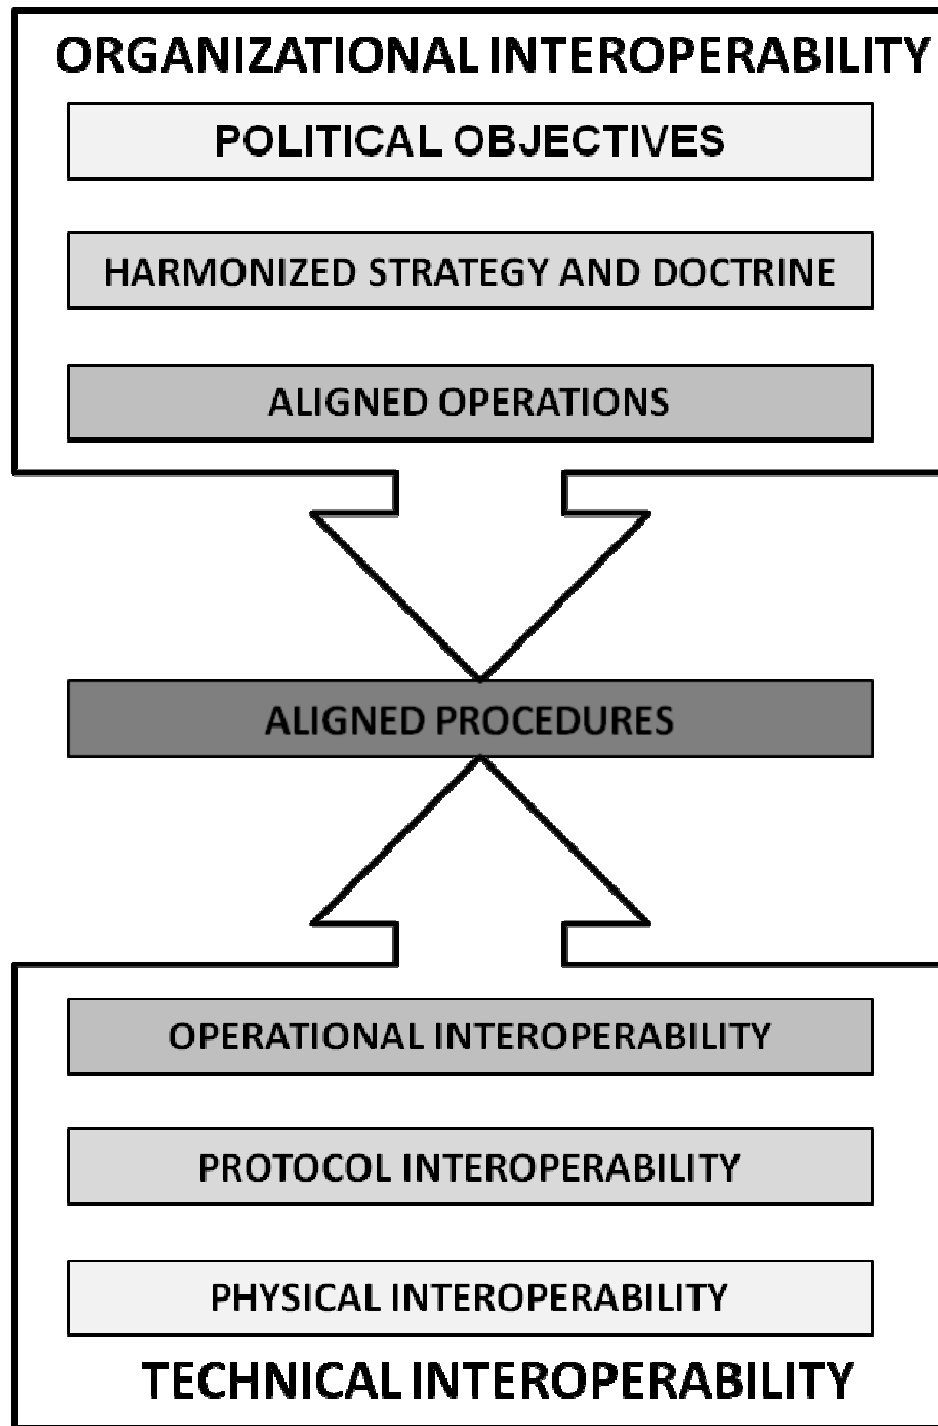 ORGANIZATIONAL INTEROPERABILITY
POLITICAL OBJECTIVES
HARMONIZED STRATEGY AND DOCTRINE
ALIGNED OPERATIONS
ALIGNED PROCEDURES
OPERATIONAL INTEROPERABILITY
PROTOCOL INTEROPERABILITY
PHYSICAL INTEROPERABILITY
TECHNICAL INTEROPERABILITY